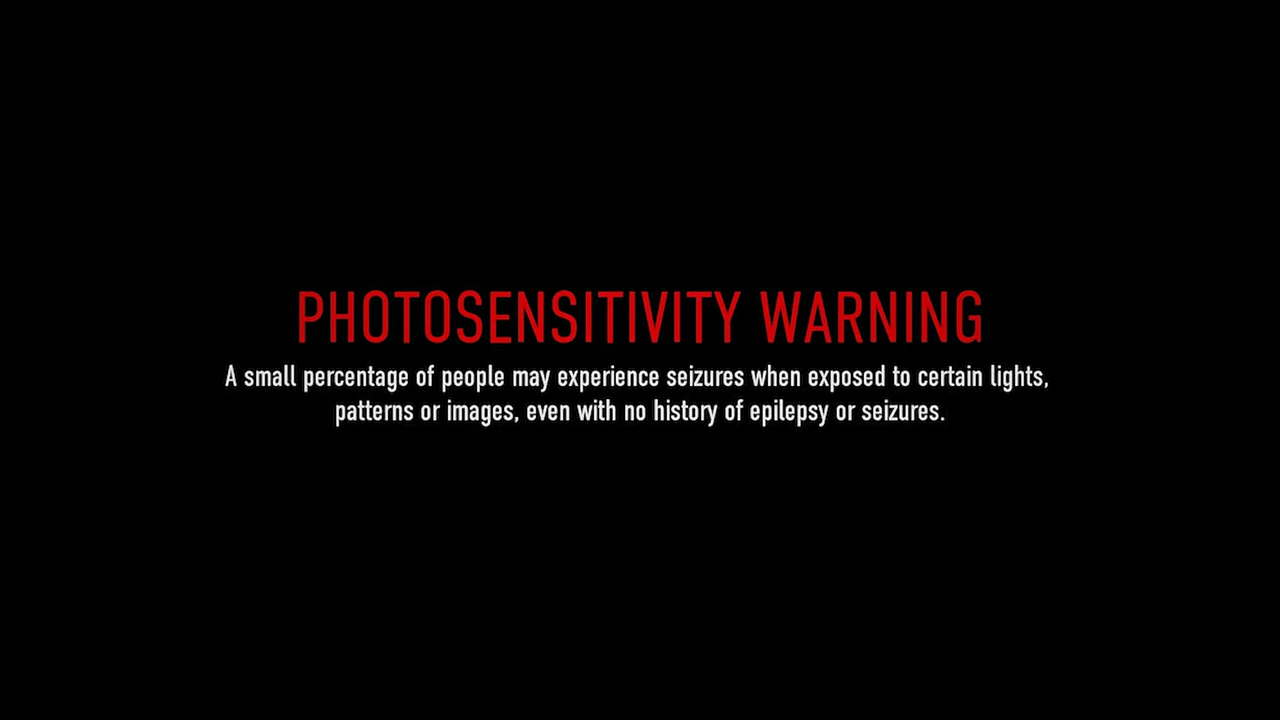 PHOTOSENSITIVITY WARNING
A small percentage of people may experience seizures when exposed to certain lights,
patterns or images, even with no history of epilepsy or seizures.